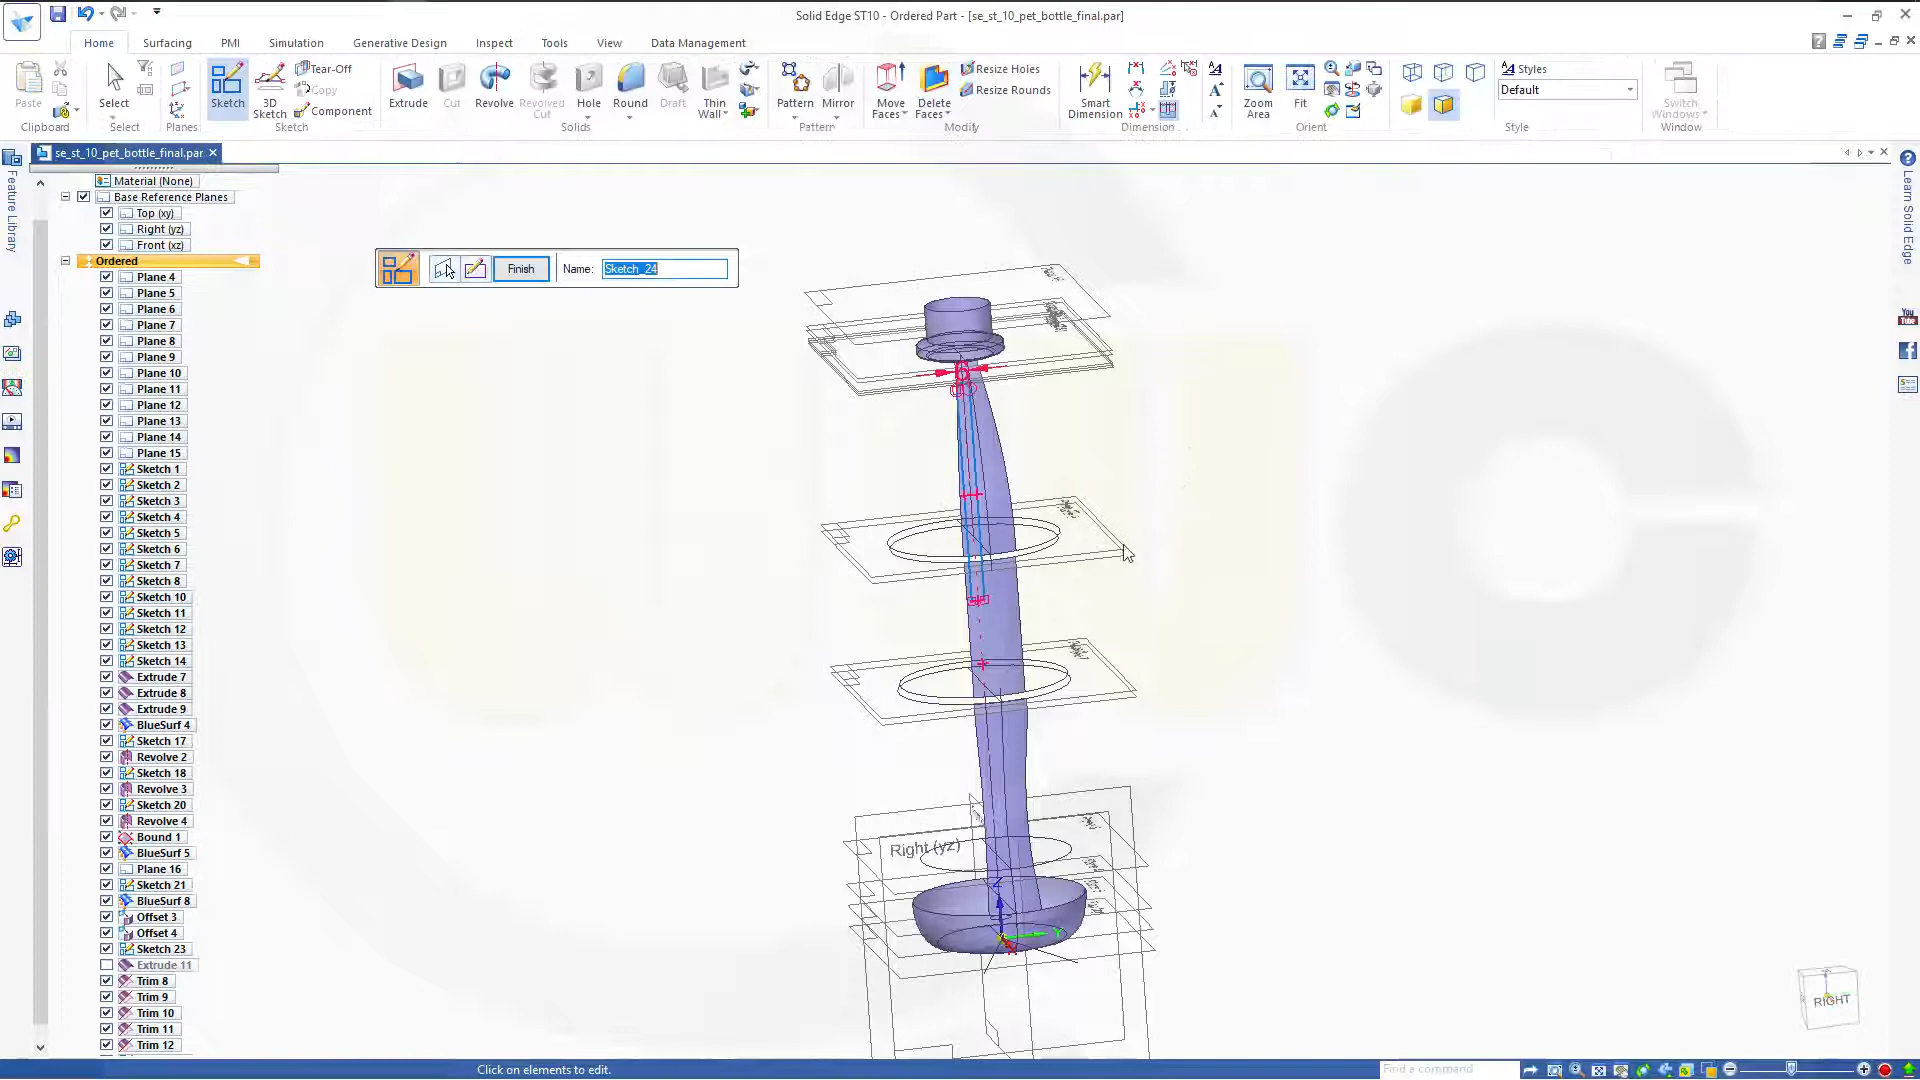 Solid Edge ST10 - Ordered Part - [se_st_10_pet_bottle_final.par]
Home Surfacing PMI Simulation Generative Design Inspect Tools View Data Management
Paste
Clipboard
Select
Select
Planes
Sketch
3D Sketch
Tear-Off
Copy
Component
Sketch
Extrude
Cut
Revolve
Revolved Cut
Hole
Round
Draft
Thin Wall
Solids
Pattern
Mirror
Pattern
Move Faces
Delete Faces
Resize Holes
Resize Rounds
Modify
Smart Dimension
Dimension
Zoom Area
Fit
Orient
Styles
Default
Style
Switch Windows
Window
se_st_10_pet_bottle_final.par
Feature Library
Learn Solid Edge
You Tube
Material (None)
Base Reference Planes
Top (xy)
Right (yz)
Front (xz)
Ordered
Plane 4
Plane 5
Plane 6
Plane 7
Plane 8
Plane 9
Plane 10
Plane 11
Plane 12
Plane 13
Plane 14
Plane 15
Sketch 1
Sketch 2
Sketch 3
Sketch 4
Sketch 5
Sketch 6
Sketch 7
Sketch 8
Sketch 10
Sketch 11
Sketch 12
Sketch 13
Sketch 14
Extrude 7
Extrude 8
Extrude 9
BlueSurf 4
Sketch 17
Revolve 2
Sketch 18
Revolve 3
Sketch 20
Revolve 4
Bound 1
BlueSurf 5
Plane 16
Sketch 21
BlueSurf 8
Offset 3
Offset 4
Sketch 23
Extrude 11
Trim 8
Trim 9
Trim 10
Trim 11
Trim 12
Finish
Name: Sketch_24
6
Right (yz)
Z
Y
RIGHT
Click on elements to edit.
Find a command